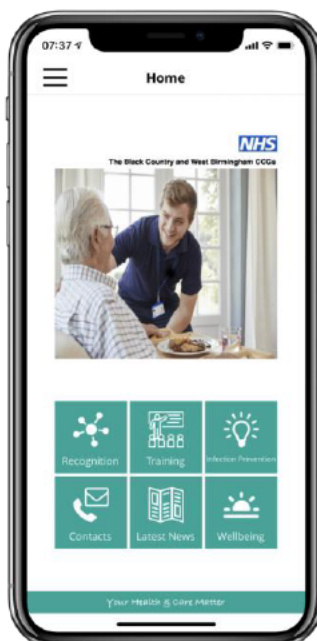 07:37
Home
NHS
The Black Country and West Birmingham CCGs
Recognition
Training
Infection Prevention
Contacts
Latest News
Wellbeing
Your Health & Care Matter